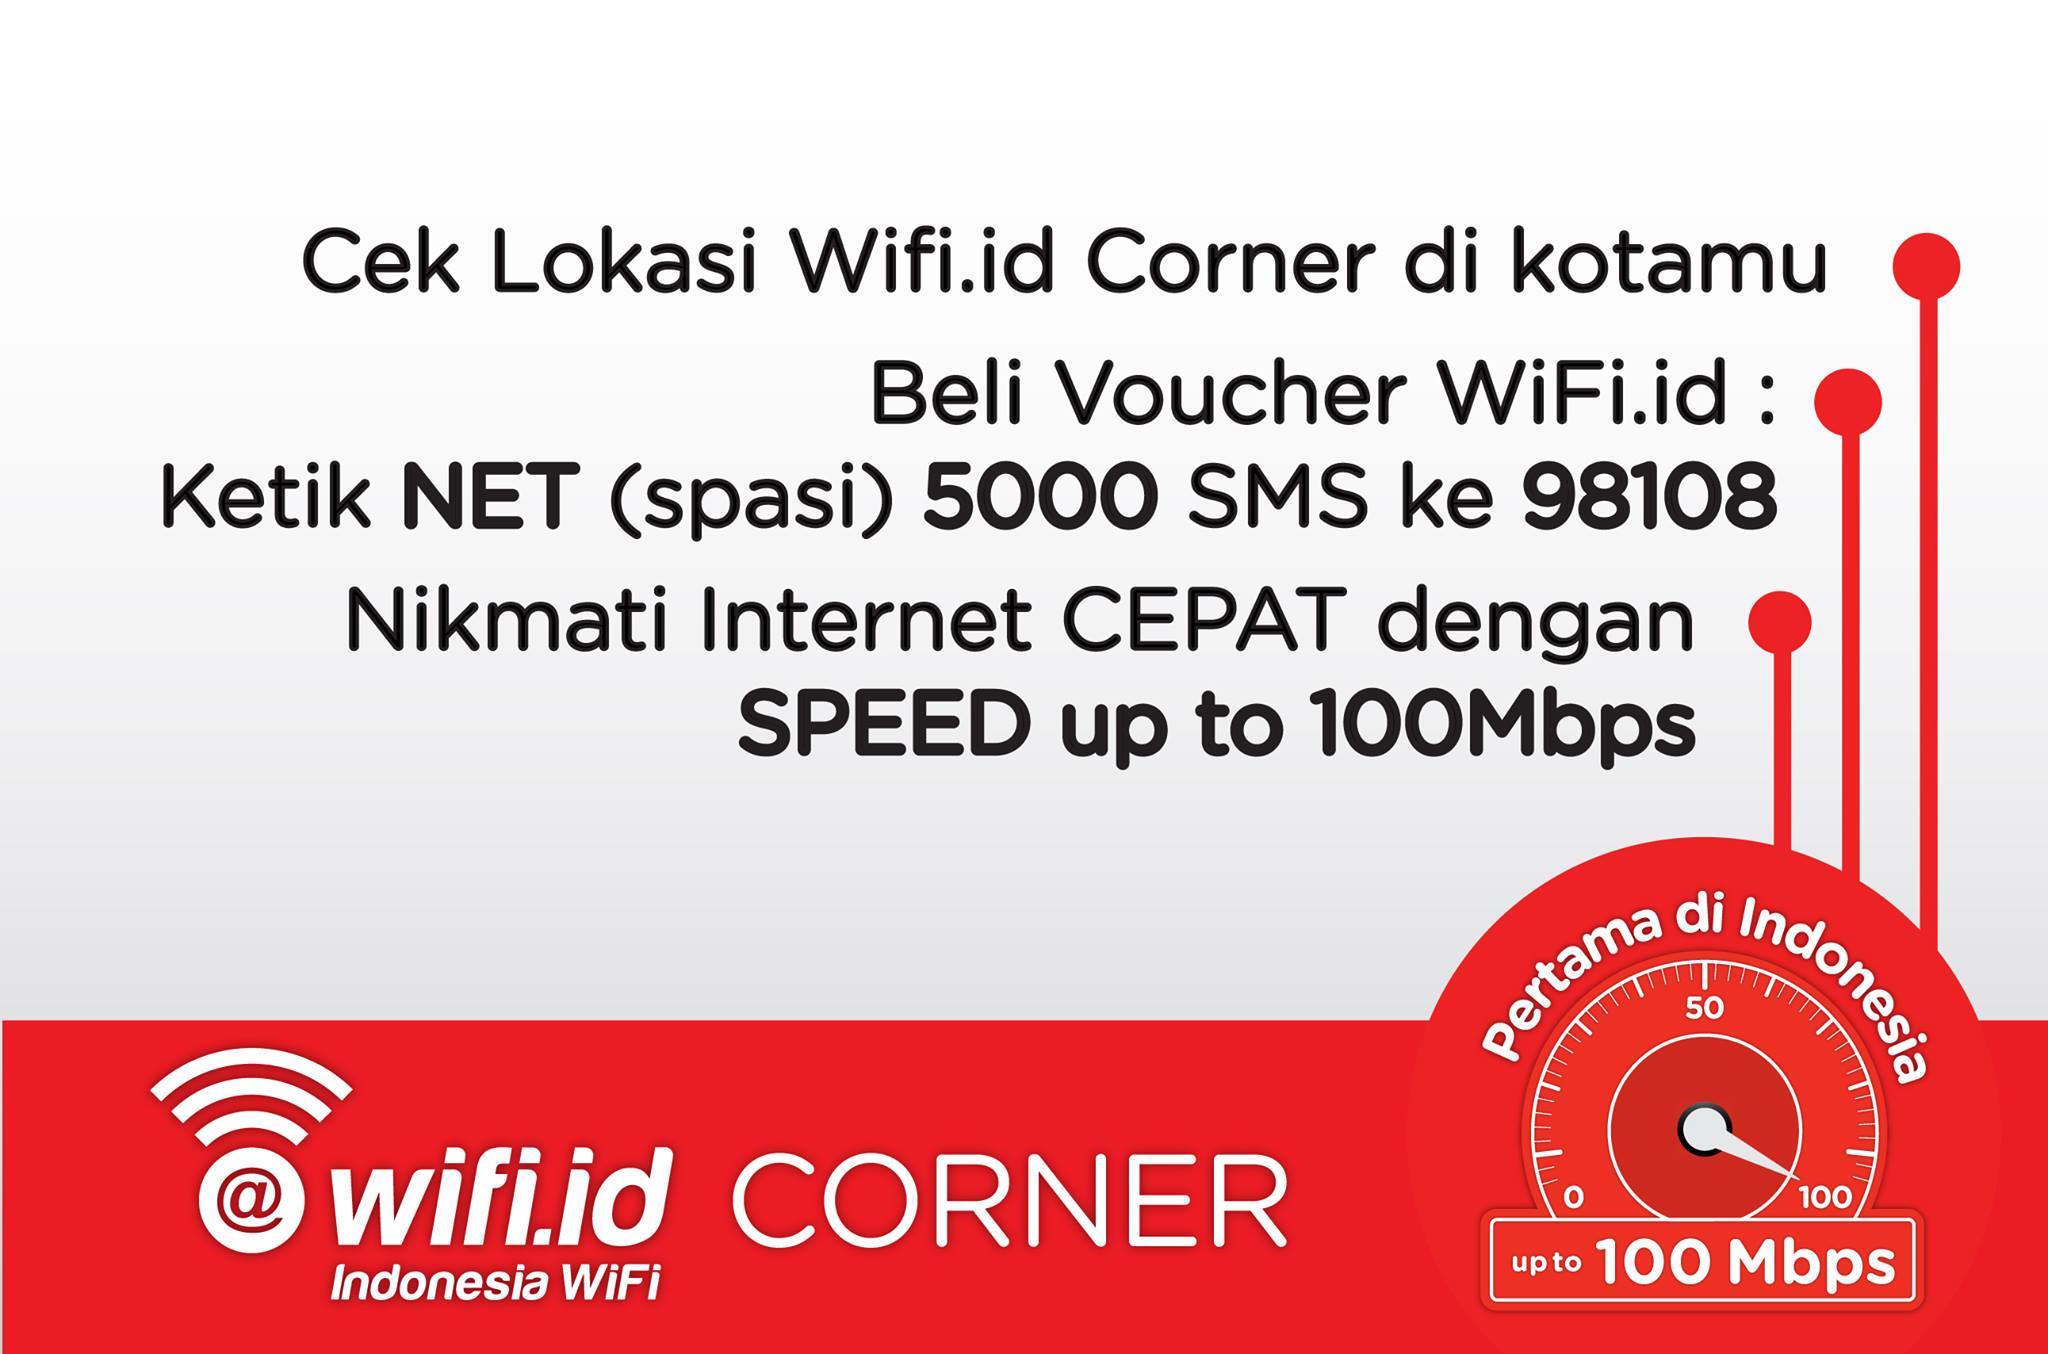 Cek Lokasi Wifi.id Corner di kotamu
Beli Voucher WiFi.id :
Ketik NET (spasi) 5000 SMS ke 98108
Nikmati Internet CEPAT dengan
SPEED up to 100Mbps
Pertama di Indonesia
50
0
100
up to 100 Mbps
@ wifi.id CORNER
Indonesia WiFi